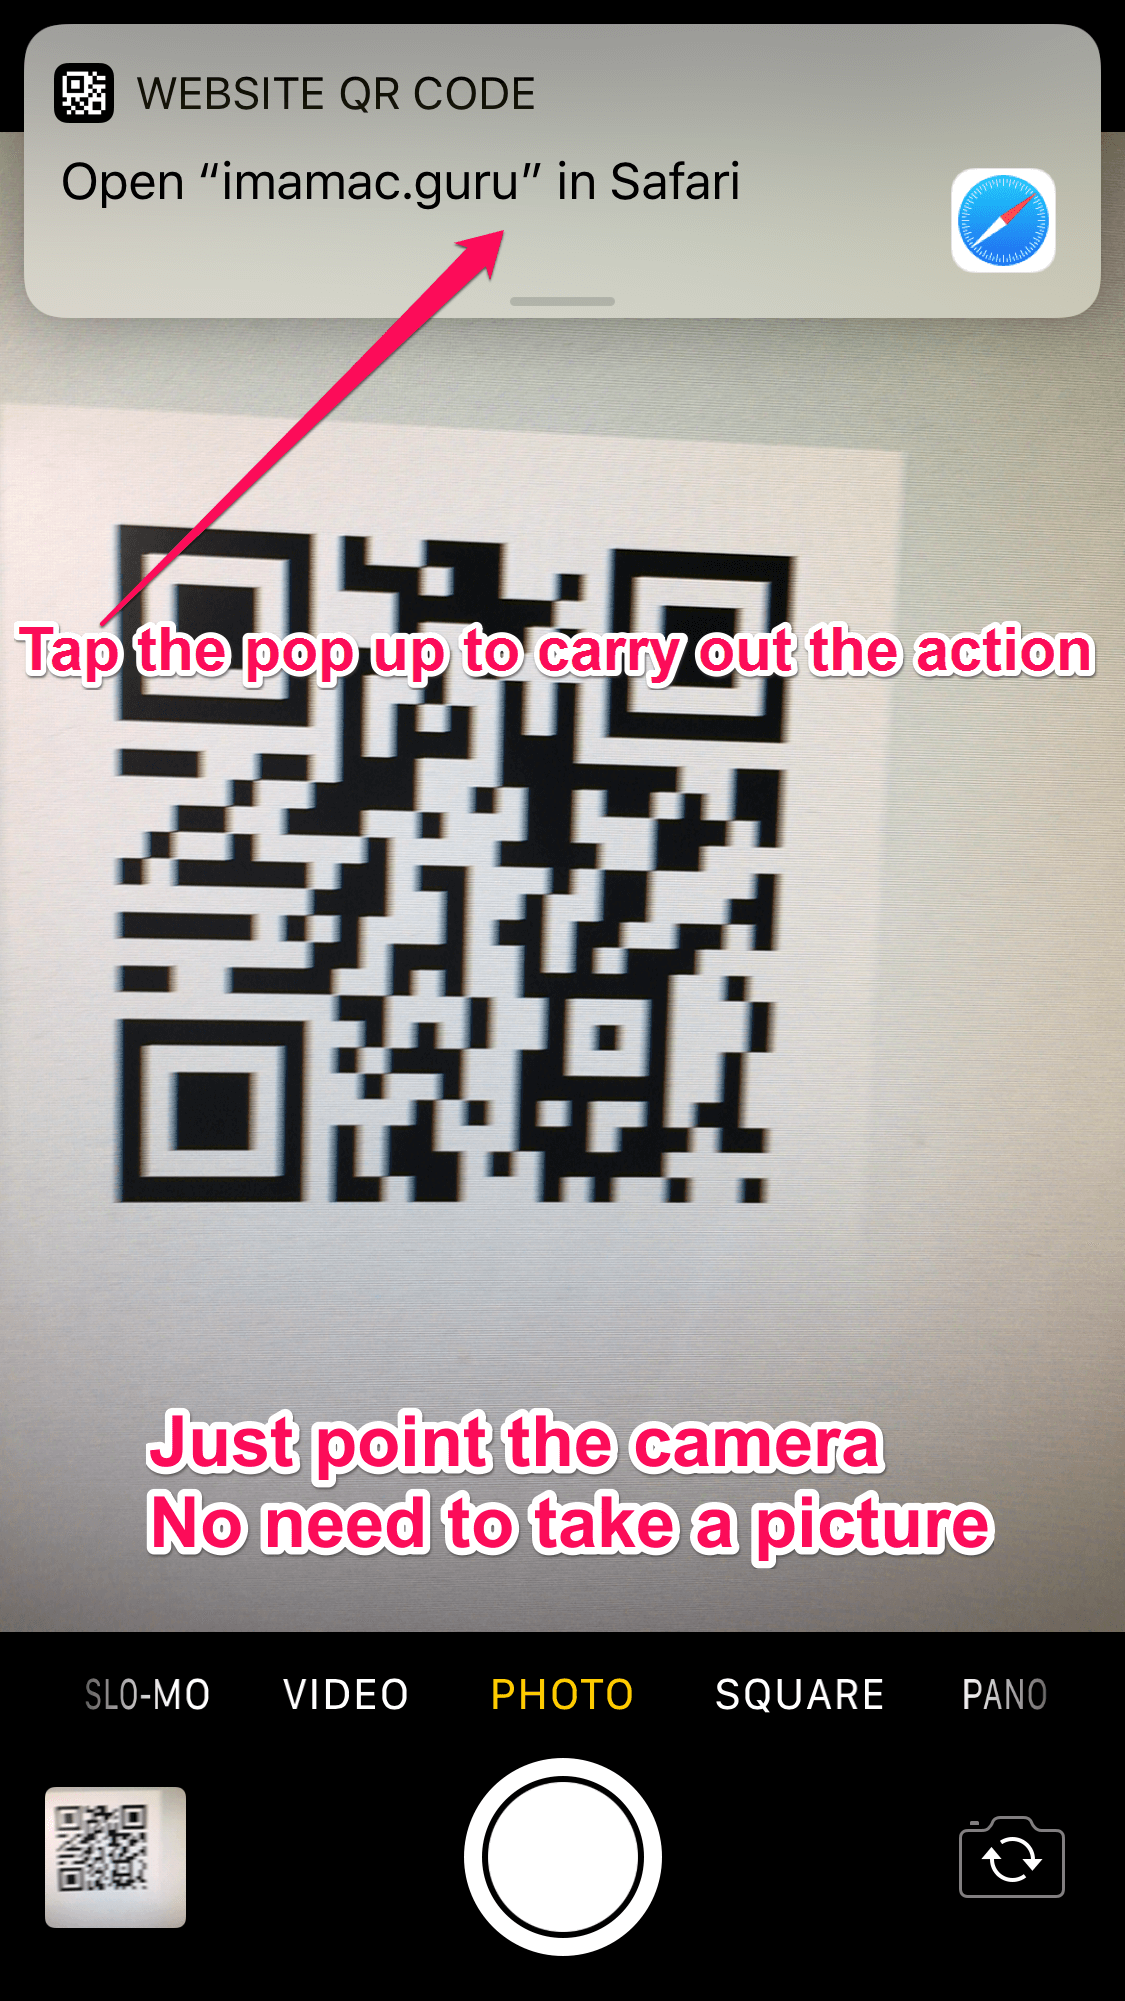 WEBSITE QR CODE
Open “imamac.guru” in Safari
Tap the pop up to carry out the action
Just point the camera
No need to take a picture
SLO-MO VIDEO PHOTO SQUARE PANO